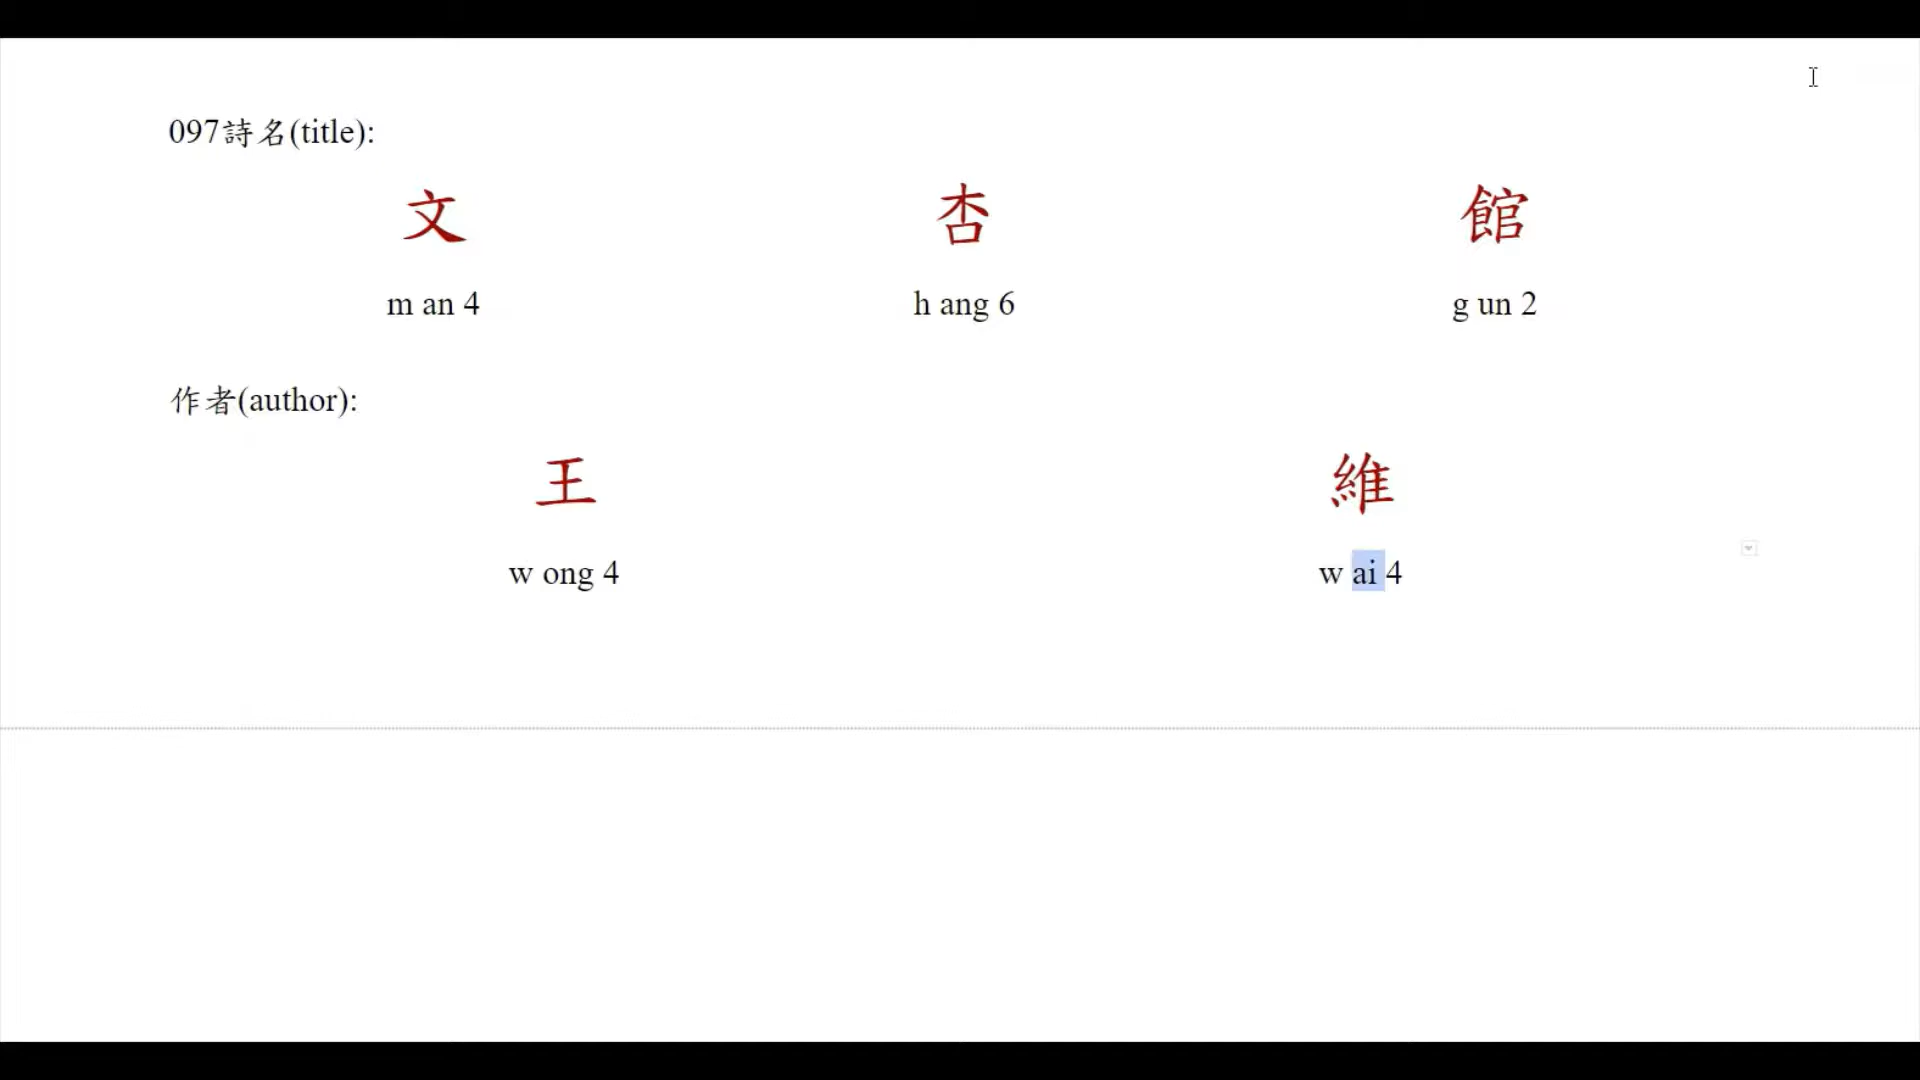 097詩名(title):
文 杏 館
m an 4 h ang 6 g un 2
作者(author):
王 維
w ong 4 w ai 4